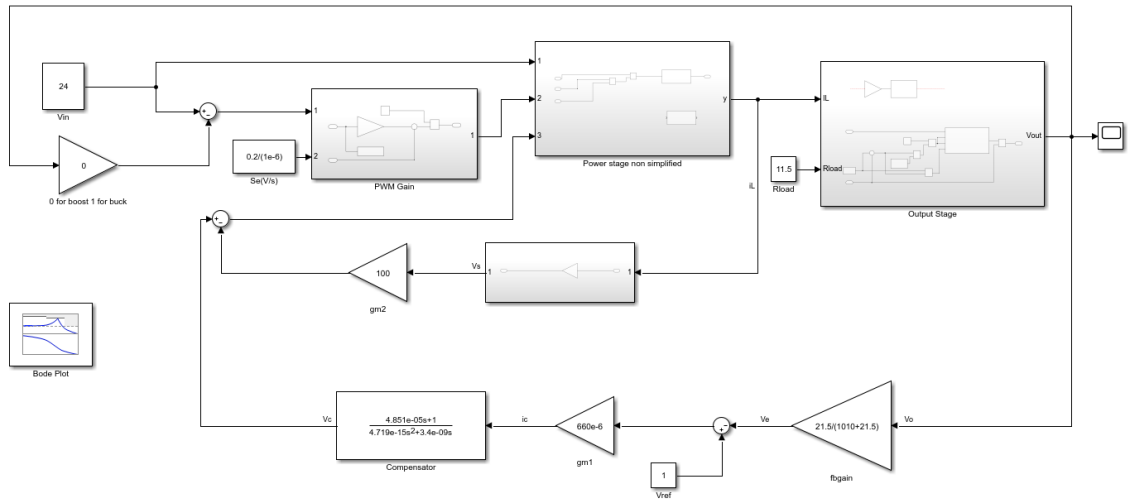 24
Vin
0
0 for boost 1 for buck
+
-
0.2/(1e-6)
Se(V/s)
1
2
1
PWM Gain
1
2
3
y
Power stage non simplified
iL
11.5
Rload
iL
Rload
Vout
Output Stage
+
-
100
gm2
Vs
1
1
Bode Plot
Vc
4.851e-05s+1
4.719e-15s²+3.4e-09s
Compensator
ic
660e-6
gm1
-
+
Ve
1
Vref
21.5/(1010+21.5)
fbgain
Vo